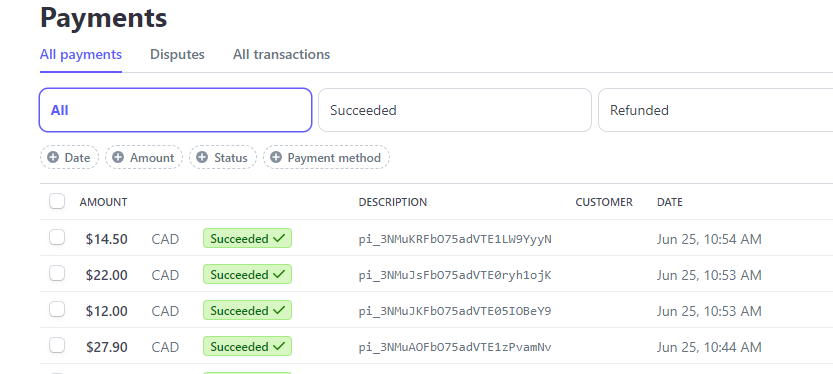 Payments
All payments Disputes All transactions
All Succeeded Refunded
Date Amount Status Payment method
AMOUNT DESCRIPTION CUSTOMER DATE
$14.50 CAD Succeeded pi_3NMuKRFbO75adVTE1LW9YyyN Jun 25, 10:54 AM
$22.00 CAD Succeeded pi_3NMuJsFbO75adVTE0ryh1ojK Jun 25, 10:53 AM
$12.00 CAD Succeeded pi_3NMuJKFbO75adVTE05IOBeY9 Jun 25, 10:53 AM
$27.90 CAD Succeeded pi_3NMuAOFbO75adVTE1zPvamNv Jun 25, 10:44 AM